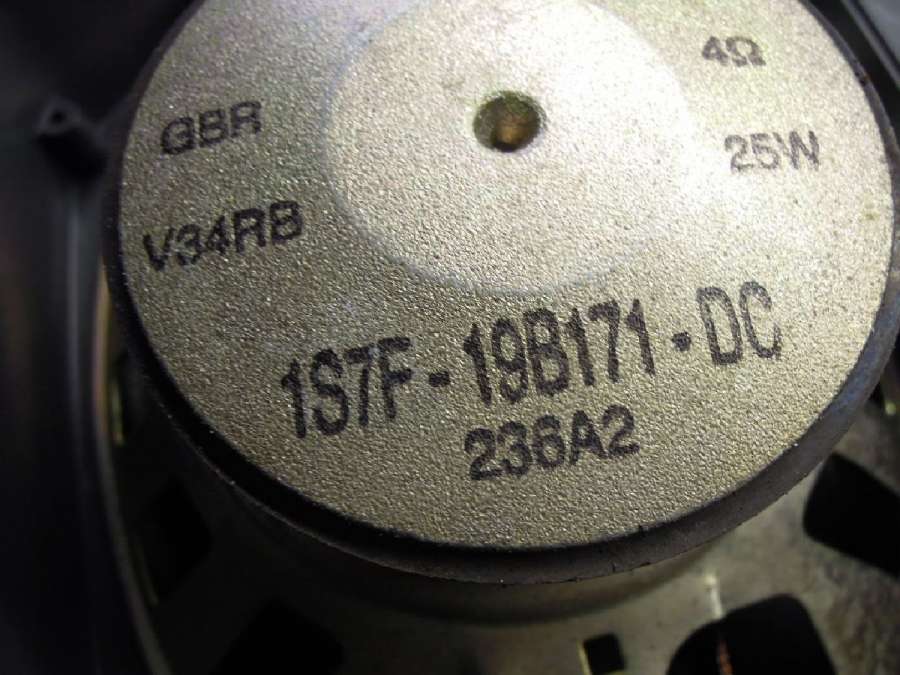 4Ω
GBR
25W
V34RB
1S7F-19B171-DC
236A2